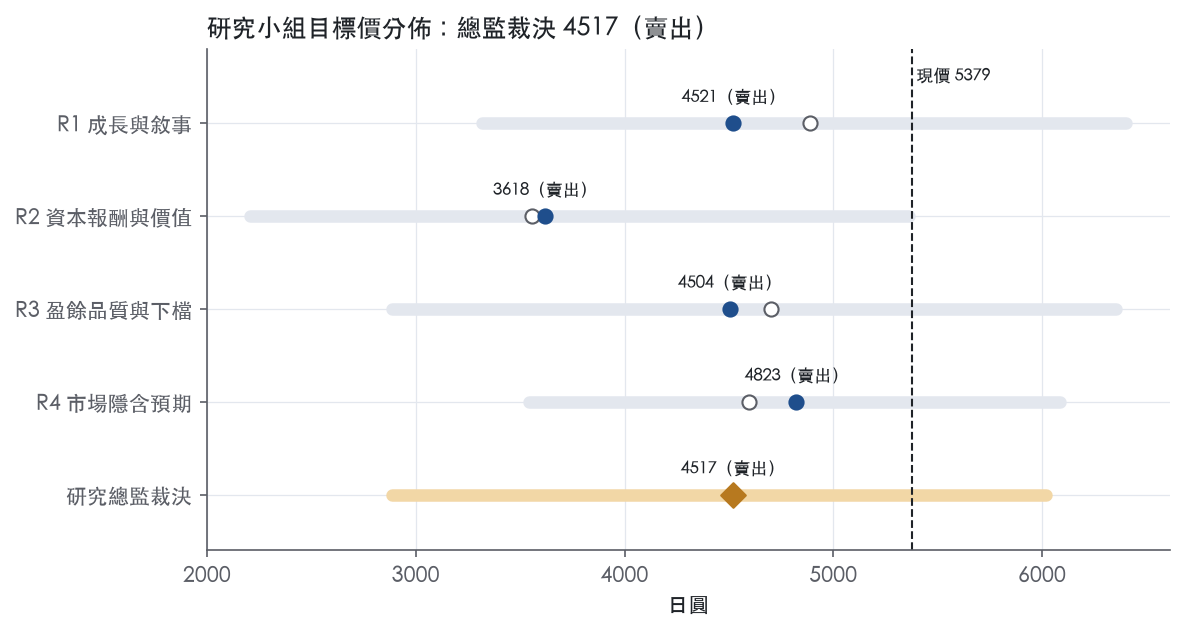 研究小組目標價分佈：總監裁決 4517（賣出）
現價 5379
4521（賣出）
R1 成長與敘事
3618（賣出）
R2 資本報酬與價值
4504（賣出）
R3 盈餘品質與下檔
4823（賣出）
R4 市場隱含預期
4517（賣出）
研究總監裁決
2000 3000 4000 5000 6000
日圓